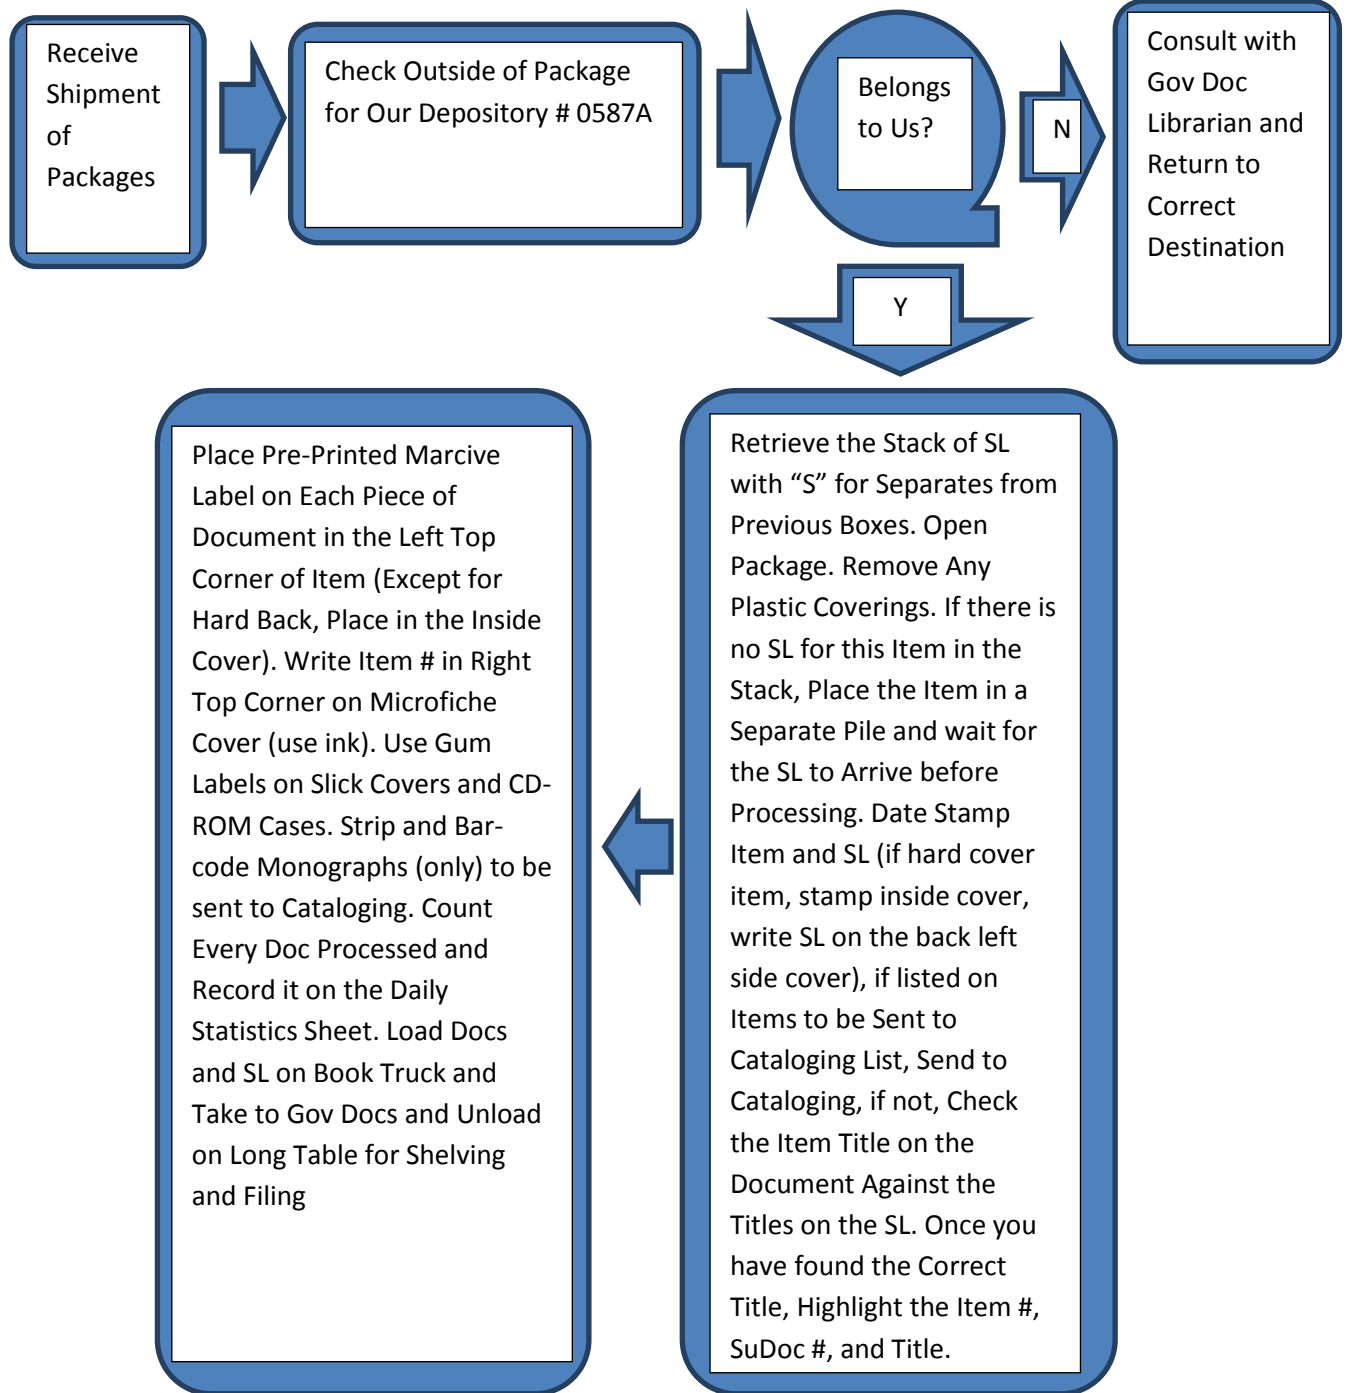 Receive
Shipment
of
Packages
Check Outside of Package
for Our Depository # 0587A
Belongs
to Us?
N
Consult with
Gov Doc
Librarian and
Return to
Correct
Destination
Y
Retrieve the Stack of SL
with “S” for Separates from
Previous Boxes. Open
Package. Remove Any
Plastic Coverings. If there is
no SL for this Item in the
Stack, Place the Item in a
Separate Pile and wait for
the SL to Arrive before
Processing. Date Stamp
Item and SL (if hard cover
item, stamp inside cover,
write SL on the back left
side cover), if listed on
Items to be Sent to
Cataloging List, Send to
Cataloging, if not, Check
the Item Title on the
Document Against the
Titles on the SL. Once you
have found the Correct
Title, Highlight the Item #,
SuDoc #, and Title.
Place Pre-Printed Marcive
Label on Each Piece of
Document in the Left Top
Corner of Item (Except for
Hard Back, Place in the Inside
Cover). Write Item # in Right
Top Corner on Microfiche
Cover (use ink). Use Gum
Labels on Slick Covers and CD-
ROM Cases. Strip and Bar-
code Monographs (only) to be
sent to Cataloging. Count
Every Doc Processed and
Record it on the Daily
Statistics Sheet. Load Docs
and SL on Book Truck and
Take to Gov Docs and Unload
on Long Table for Shelving
and Filing